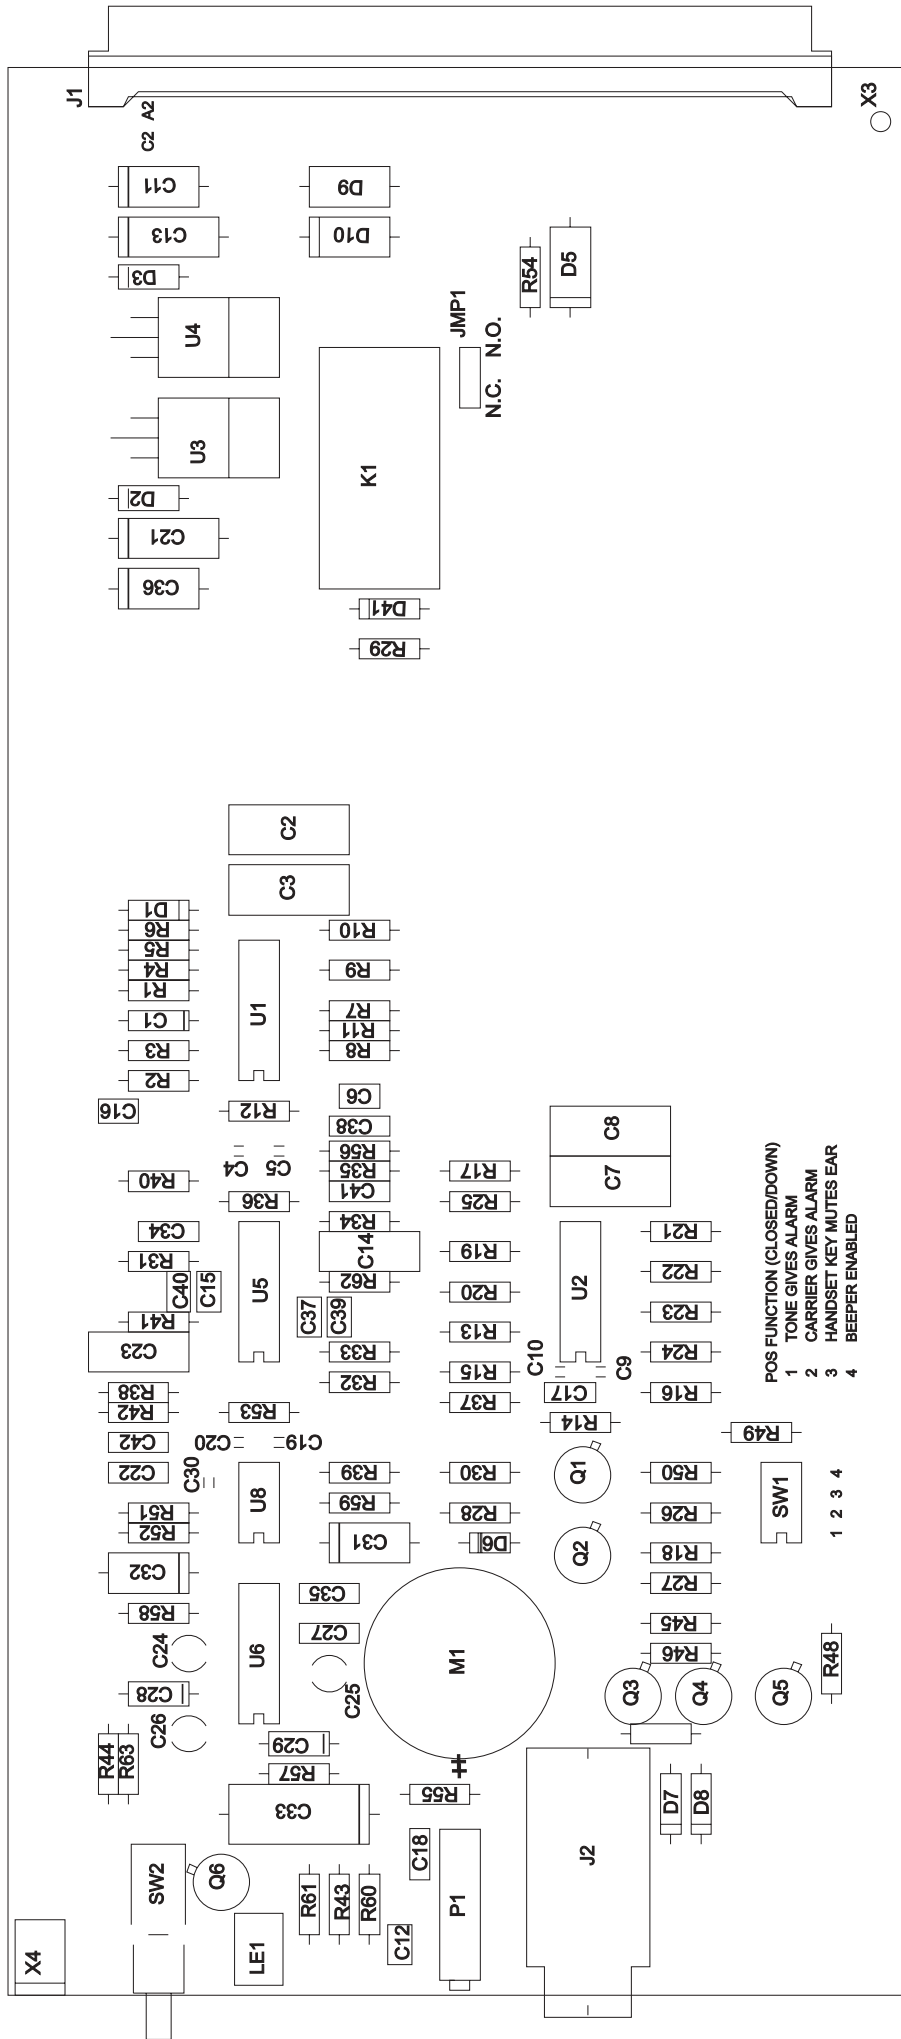 J1
X3
C2 A2
C11
D9
C13
D10
D3
R54
D5
U4
JMP1
N.C. N.O.
U3
K1
D2
C21
C36
D41
R29
C2
C3
D1
R6
R5
R4
R1
C1
R3
R2
C16
R10
R9
U1
R7
R11
R8
C6
R12
C38
R56
R35
C41
C4
C5
R40
R36
R17
R25
C8
C7
C34
R31
C40
C15
R41
C23
U5
R34
C14
R62
C37
C39
R33
R32
R19
R20
R13
R15
R37
U2
C10
C9
C17
R14
R21
R22
R23
R24
R16
POS FUNCTION (CLOSED/DOWN)
1 TONE GIVES ALARM
2 CARRIER GIVES ALARM
3 HANDSET KEY MUTES EAR
4 BEEPER ENABLED
R38
R42
C42
C22
R53
C20
C19
C30
U8
R51
R52
C32
R58
R39
R59
C31
R30
R28
D6
Q1
Q2
R49
R50
R26
R18
R27
R45
R46
SW1
1 2 3 4
C24
C28
C26
U6
C35
C27
C25
M1
+
Q3
Q4
Q5
R48
R44
R63
C29
R57
C33
R55
C18
D7
D8
J2
SW2
Q6
X4
LE1
R61
R43
R60
C12
P1